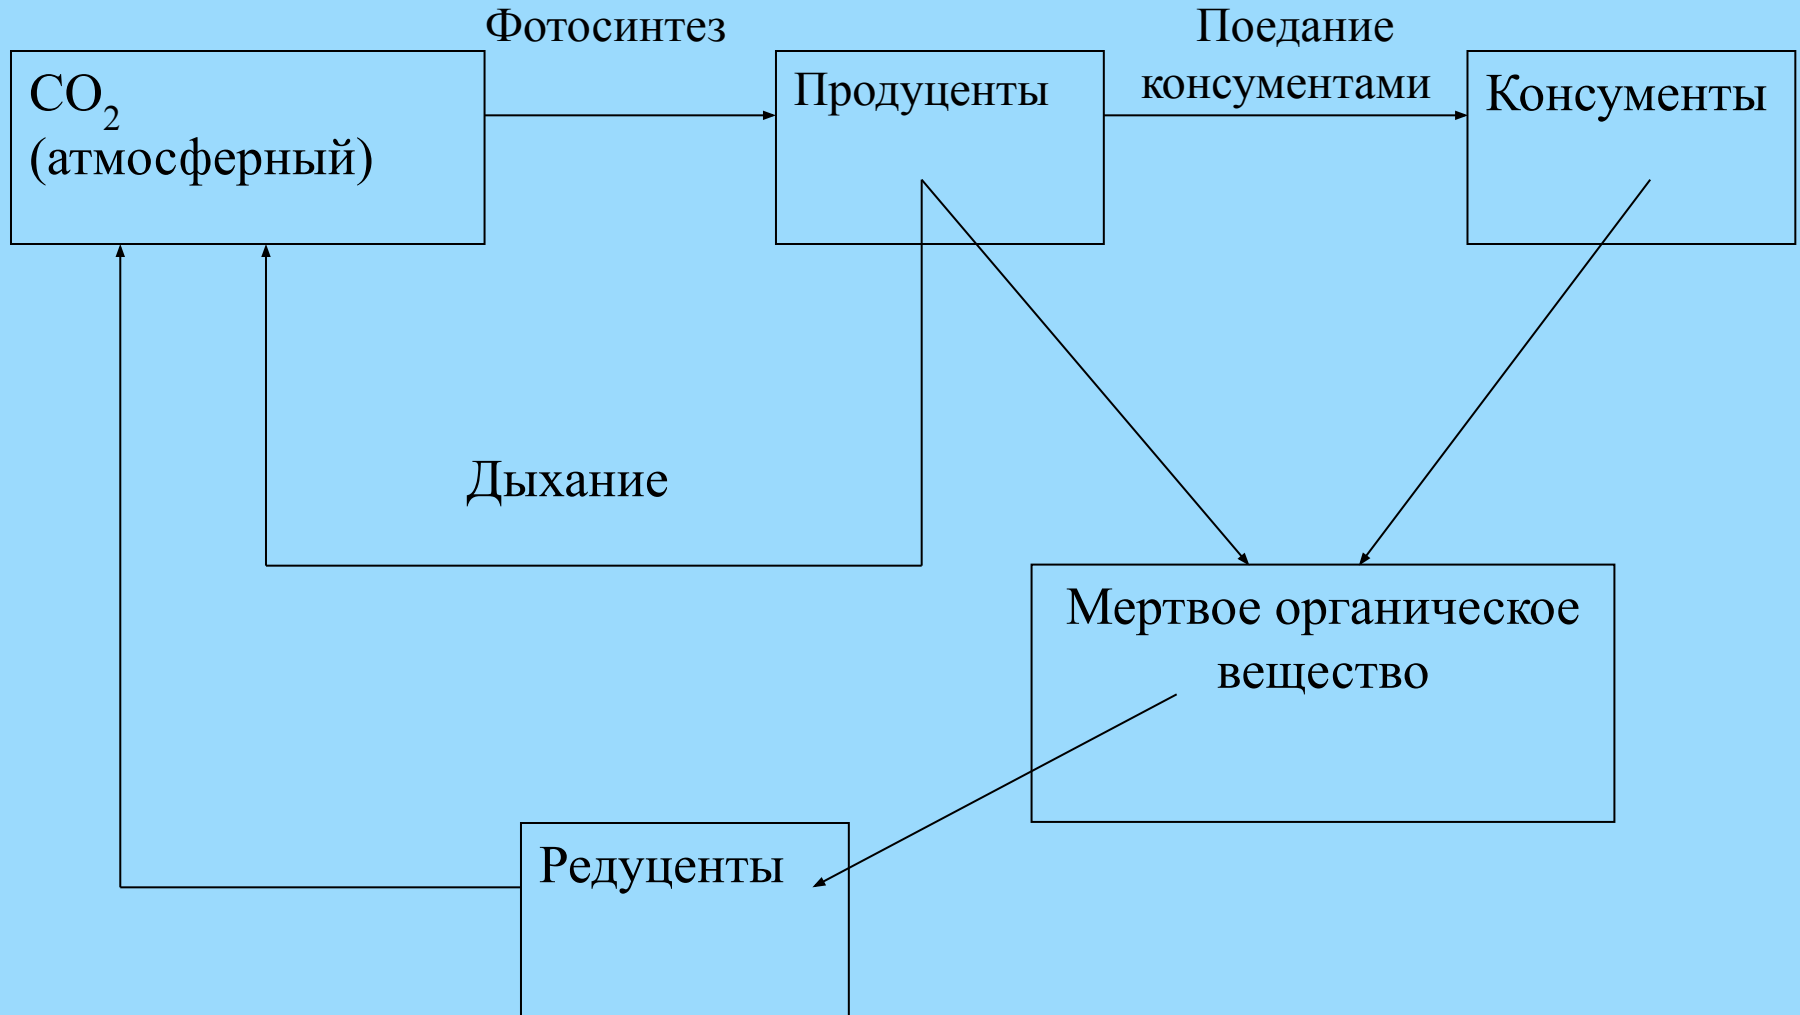 Фотосинтез
Поедание
консументами
CO₂
(атмосферный)
Продуценты
Консументы
Дыхание
Мертвое органическое
вещество
Редуценты